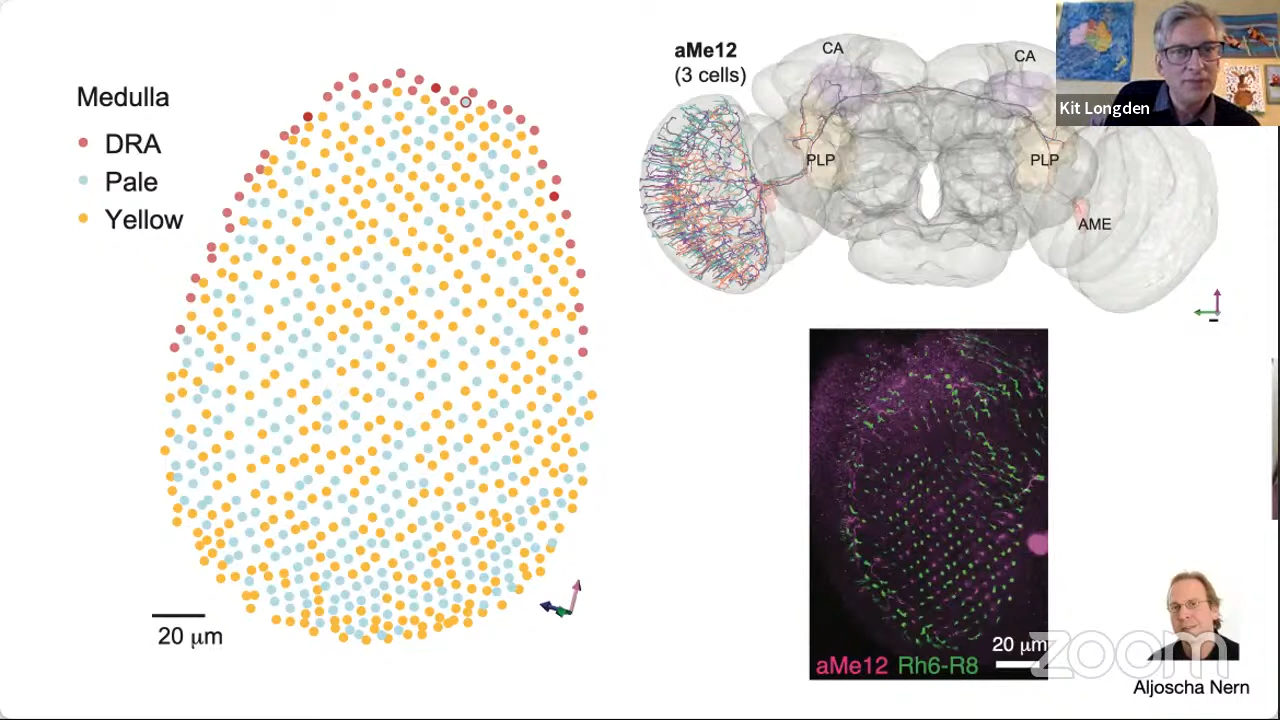 Medulla
DRA
Pale
Yellow
20 μm
aMe12
(3 cells)
CA
CA
PLP
PLP
AME
Kit Longden
20 μm
aMe12 Rh6-R8
zoom
Aljoscha Nern